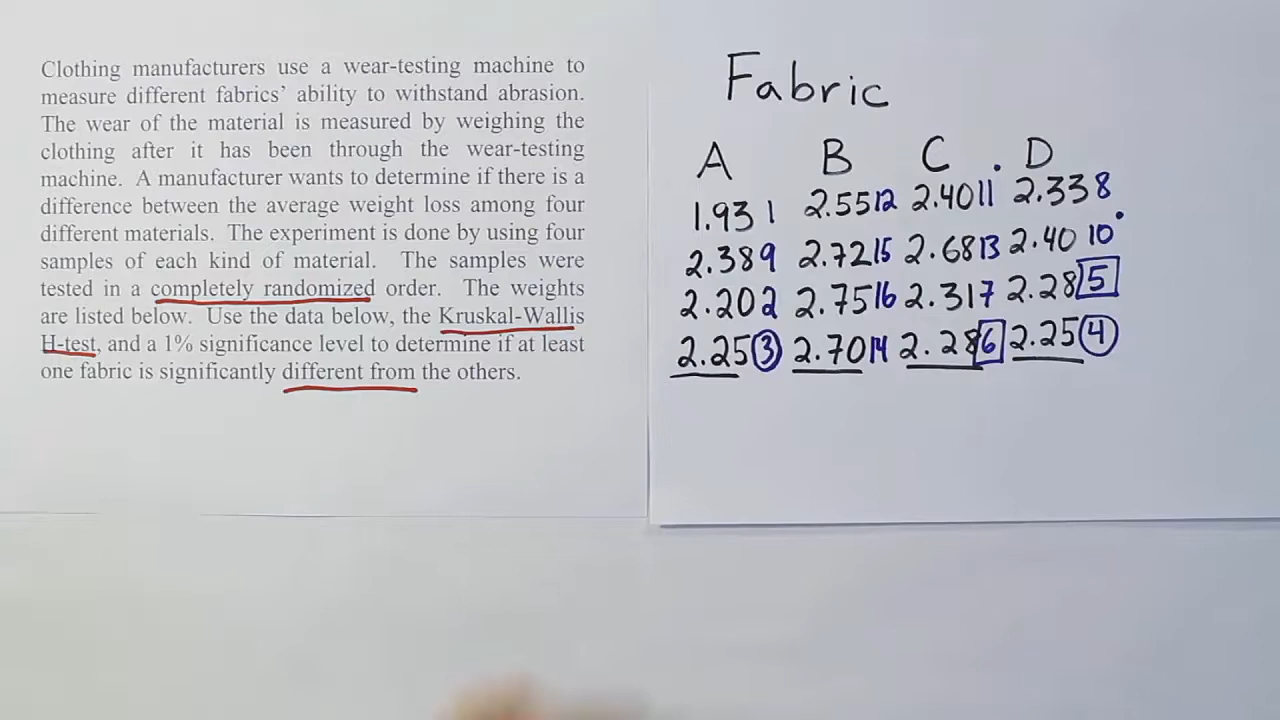 Clothing manufacturers use a wear-testing machine to
measure different fabrics’ ability to withstand abrasion.
The wear of the material is measured by weighing the
clothing after it has been through the wear-testing
machine. A manufacturer wants to determine if there is a
difference between the average weight loss among four
different materials. The experiment is done by using four
samples of each kind of material. The samples were
tested in a completely randomized order. The weights
are listed below. Use the data below, the Kruskal-Wallis
H-test, and a 1% significance level to determine if at least
one fabric is significantly different from the others.
Fabric
A B C D
1.93 1 2.55 12 2.40 11 2.33 8
2.38 9 2.72 15 2.68 13 2.40 10
2.20 2 2.75 16 2.31 7 2.28 5
2.25 3 2.70 14 2.28 6 2.25 4